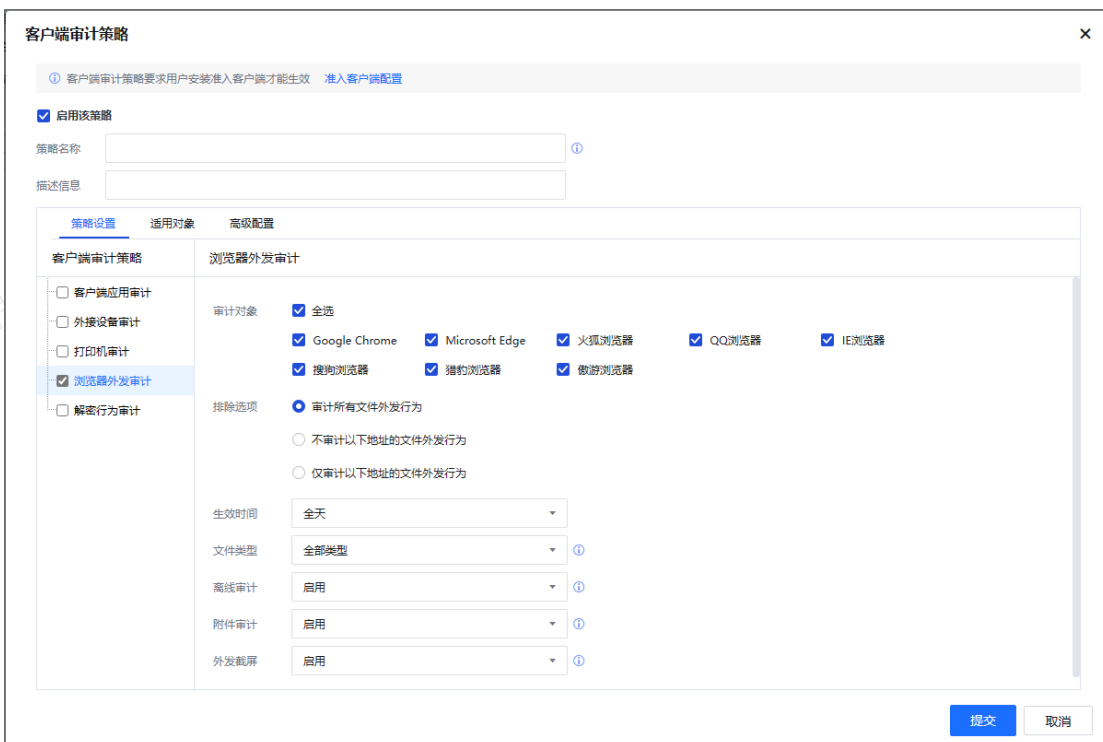 客户端审计策略
客户端审计策略要求用户安装准入客户端才能生效 准入客户端配置
启用该策略
策略名称
描述信息
策略设置 适用对象 高级配置
客户端审计策略 浏览器外发审计
客户端应用审计
外接设备审计
打印机审计
浏览器外发审计
解密行为审计
审计对象 全选
Google Chrome Microsoft Edge 火狐浏览器 QQ浏览器 IE浏览器
搜狗浏览器 猎豹浏览器 傲游浏览器
排除选项 审计所有文件外发行为
不审计以下地址的文件外发行为
仅审计以下地址的文件外发行为
生效时间 全天
文件类型 全部类型
离线审计 启用
附件审计 启用
外发截屏 启用
提交 取消